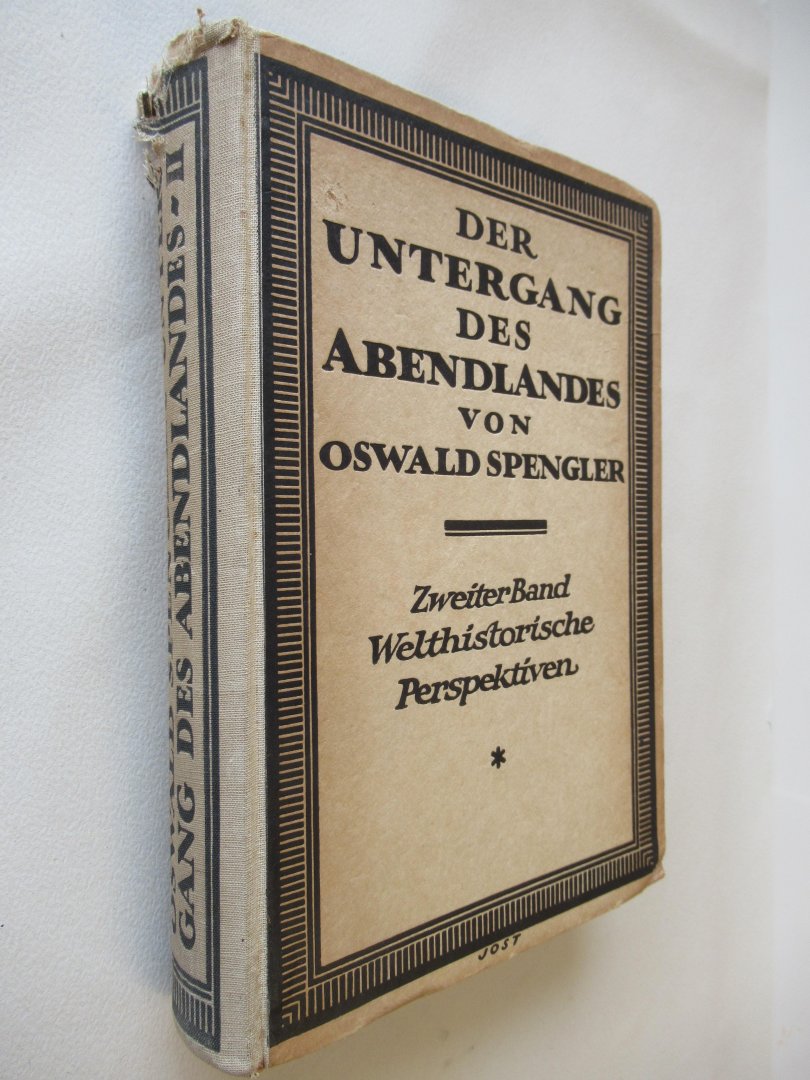 DER
UNTERGANG
DES
ABENDLANDES
VON
OSWALD SPENGLER
Zweiter Band
Welthistorische
Perspektiven
*
JOST
GANG DES ABENDLANDES~II